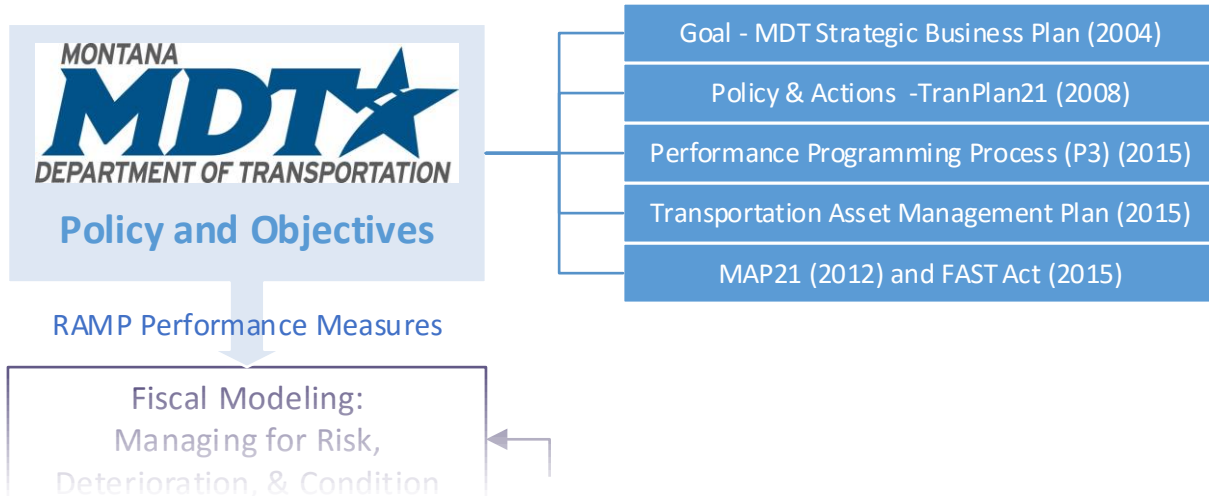 MONTANA
MDT
DEPARTMENT OF TRANSPORTATION
Policy and Objectives
Goal - MDT Strategic Business Plan (2004)
Policy & Actions -TranPlan21 (2008)
Performance Programming Process (P3) (2015)
Transportation Asset Management Plan (2015)
MAP21 (2012) and FAST Act (2015)
RAMP Performance Measures
Fiscal Modeling:
Managing for Risk,
Deterioration, & Condition